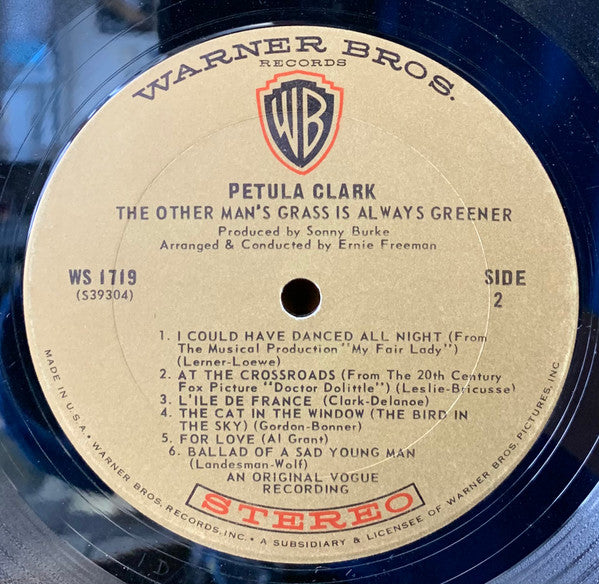 WARNER BROS.
RECORDS
WB
PETULA CLARK
THE OTHER MAN'S GRASS IS ALWAYS GREENER
Produced by Sonny Burke
Arranged & Conducted by Ernie Freeman
WS 1719
(S39304)
SIDE
2
1. I COULD HAVE DANCED ALL NIGHT (From
The Musical Production "My Fair Lady")
(Lerner-Loewe)
2. AT THE CROSSROADS (From The 20th Century
Fox Picture "Doctor Dolittle") (Leslie-Bricusse)
3. L'ILE DE FRANCE (Clark-Delanoe)
4. THE CAT IN THE WINDOW (THE BIRD IN
THE SKY) (Gordon-Bonner)
5. FOR LOVE (Al Grant)
6. BALLAD OF A SAD YOUNG MAN
(Landesman-Wolf)
AN ORIGINAL VOGUE
RECORDING
STEREO
MADE IN U.S.A. • WARNER BROS. RECORDS, INC. • A SUBSIDIARY & LICENSEE OF WARNER BROS. PICTURES, INC.